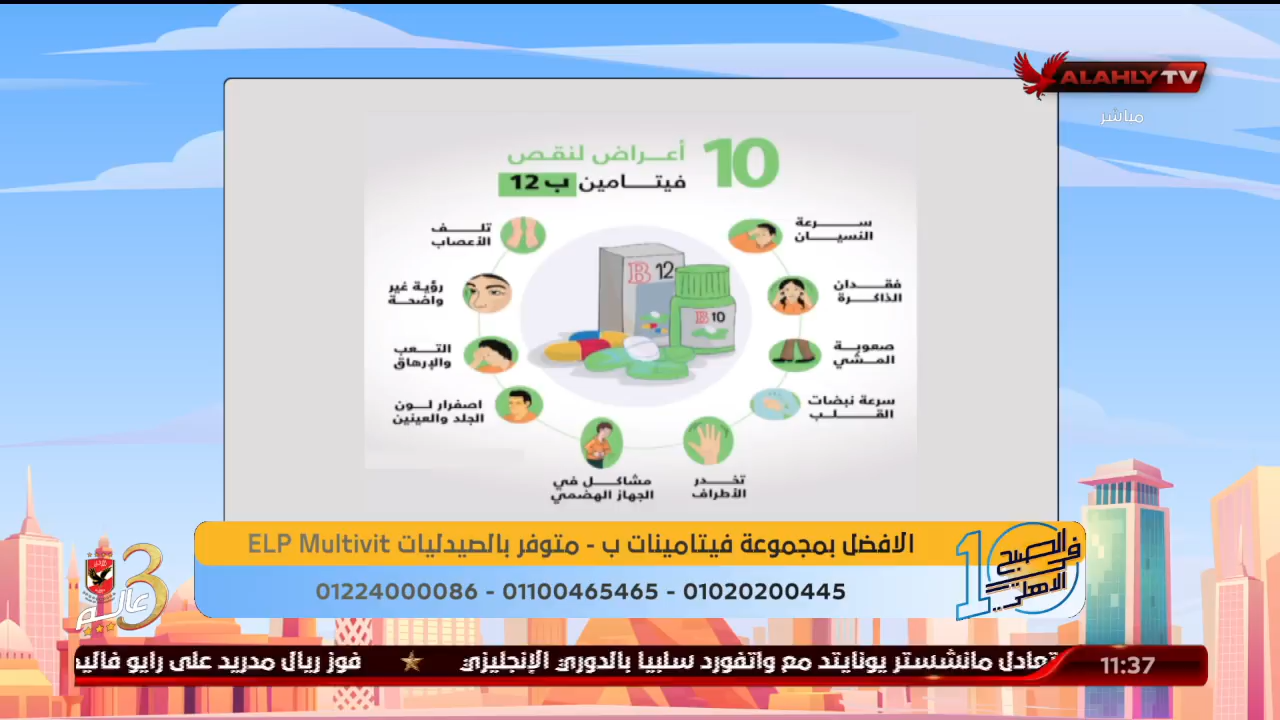 ALAHLY TV
مباشر
10
أعراض لنقص
فيتامين ب 12
سرعة
النسيان
فقدان
الذاكرة
صعوبة
المشي
سرعة نبضات
القلب
تخدر
الأطراف
مشاكل في
الجهاز الهضمي
اصفرار لون
الجلد والعينين
التعب
والإرهاق
رؤية غير
واضحة
تلف
الأعصاب
B 12
B 10
الافضل بمجموعة فيتامينات ب - متوفر بالصيدليات ELP Multivit
01224000086 - 01100465465 - 01020200445
10 الصبح
في
الاهلي
3
عالم
11:37
تعادل مانشستر يونايتد مع واتفورد سلبيا بالدوري الإنجليزي ★ فوز ريال مدريد على رايو